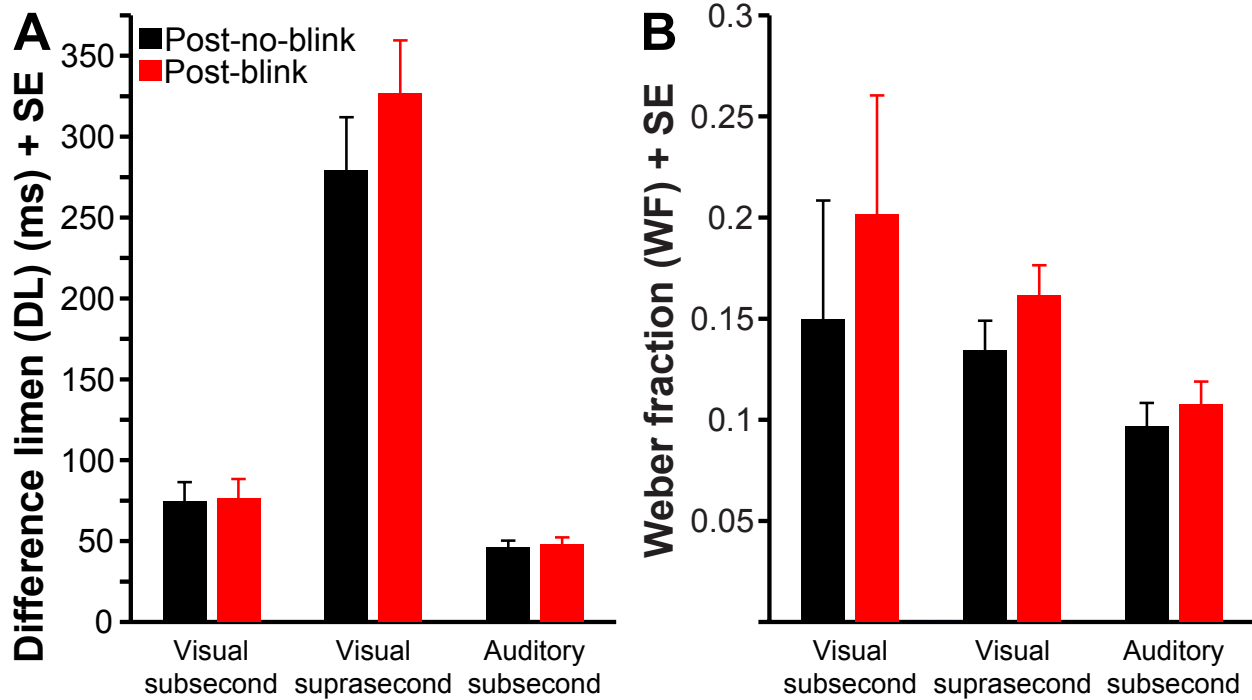 A
Post-no-blink
Post-blink
Difference limen (DL) (ms) + SE
350
300
250
200
150
100
50
0
Visual subsecond
Visual suprasecond
Auditory subsecond
B
Weber fraction (WF) + SE
0.3
0.25
0.2
0.15
0.1
0.05
Visual subsecond
Visual suprasecond
Auditory subsecond